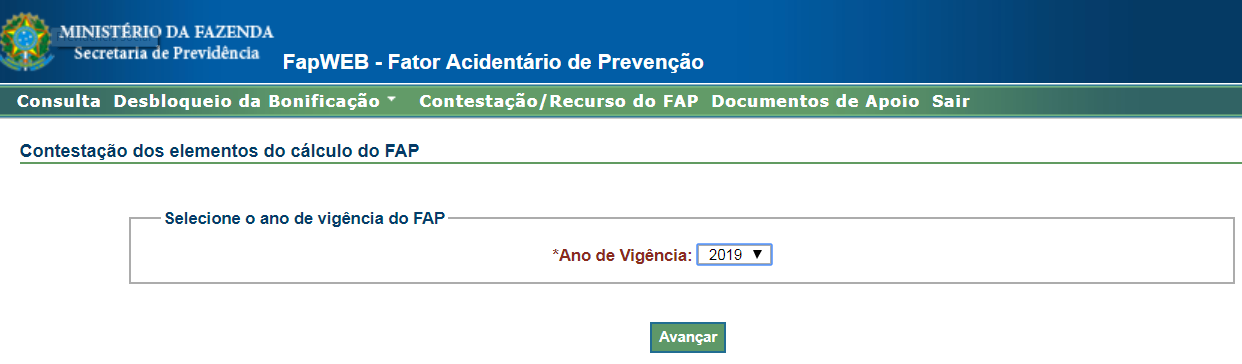 MINISTÉRIO DA FAZENDA
Secretaria de Previdência
FapWEB - Fator Acidentário de Prevenção
Consulta Desbloqueio da Bonificação Contestação/Recurso do FAP Documentos de Apoio Sair
Contestação dos elementos do cálculo do FAP
Selecione o ano de vigência do FAP
*Ano de Vigência: 2019
Avançar